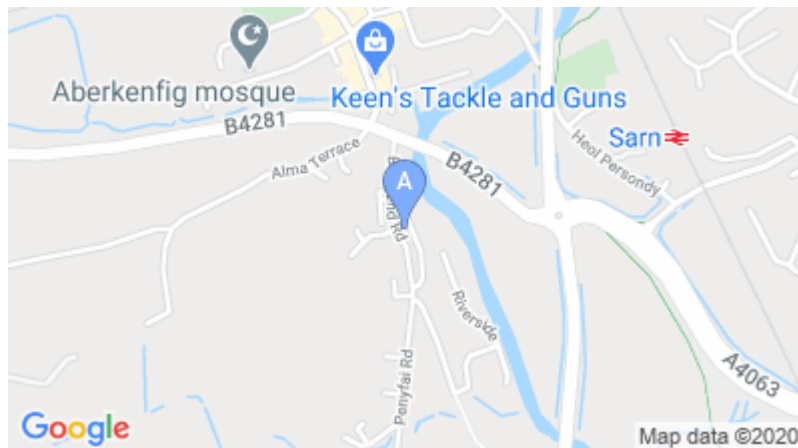 Aberkenfig mosque
Keen's Tackle and Guns
B4281
Sarn
Alma Terrace
Heol Persondy
B4281
A
Rd
Riverside
Penyfai Rd
A4063
Google
Map data ©2020